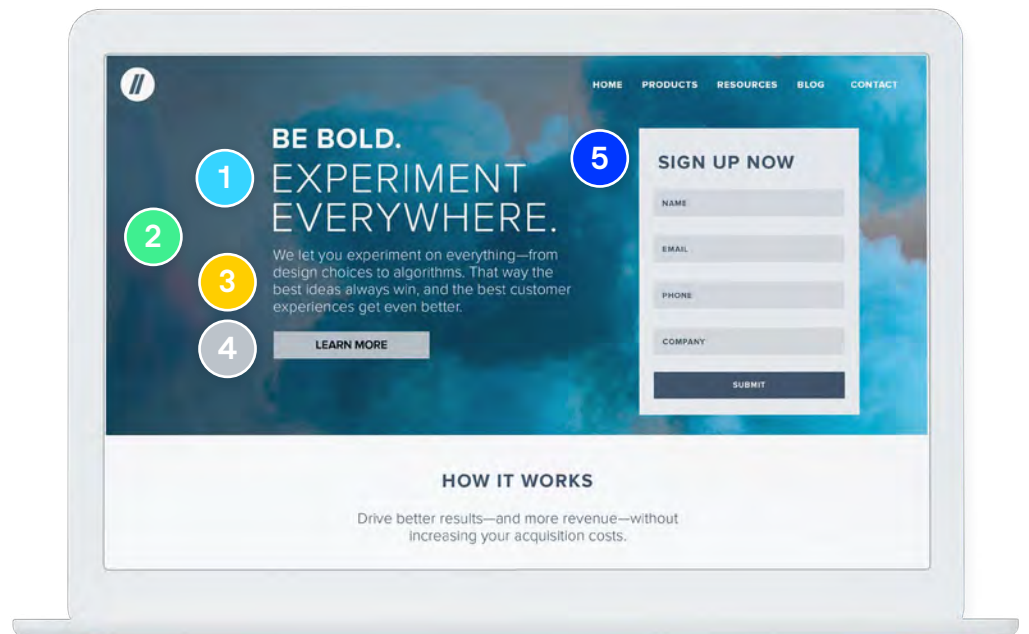 HOME PRODUCTS RESOURCES BLOG CONTACT
BE BOLD.
1
EXPERIMENT
EVERYWHERE.
2
3
We let you experiment on everything—from
design choices to algorithms. That way the
best ideas always win, and the best customer
experiences get even better.
4
LEARN MORE
5
SIGN UP NOW
NAME
EMAIL
PHONE
COMPANY
SUBMIT
HOW IT WORKS
Drive better results—and more revenue—without
increasing your acquisition costs.